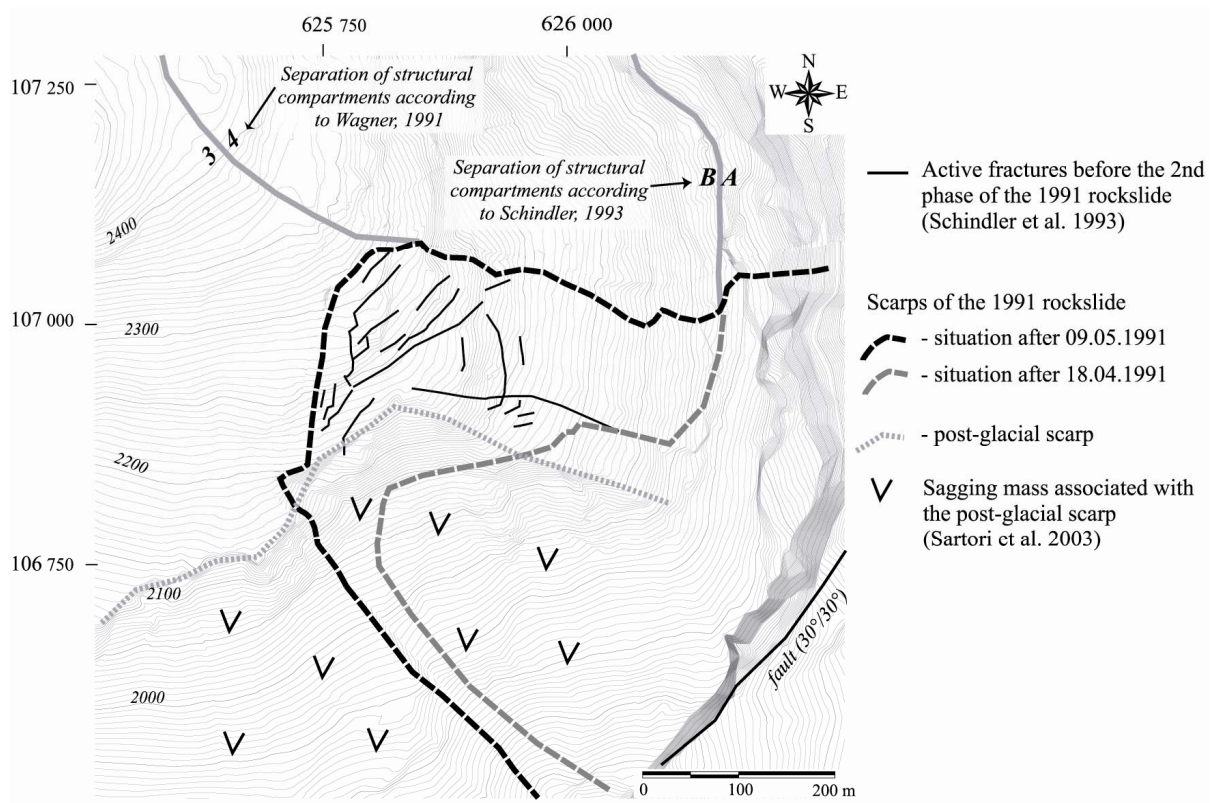 625 750
626 000
107 250
107 000
106 750
Separation of structural
compartments according
to Wagner, 1991
3 4
Separation of structural
compartments according
to Schindler, 1993
B A
N
W E
S
2400
2300
2200
2100
2000
fault (30°/30°)
0 100 200 m
Active fractures before the 2nd
phase of the 1991 rockslide
(Schindler et al. 1993)
Scarps of the 1991 rockslide
- situation after 09.05.1991
- situation after 18.04.1991
- post-glacial scarp
Sagging mass associated with
the post-glacial scarp
(Sartori et al. 2003)